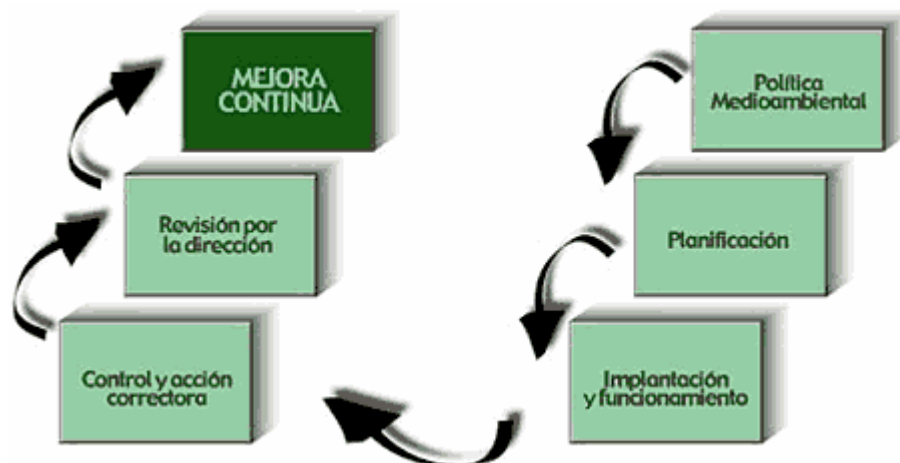 MEJORA
CONTINUA
Política
Medioambiental
Revisión por
la dirección
Planificación
Control y acción
correctora
Implantación
y funcionamiento